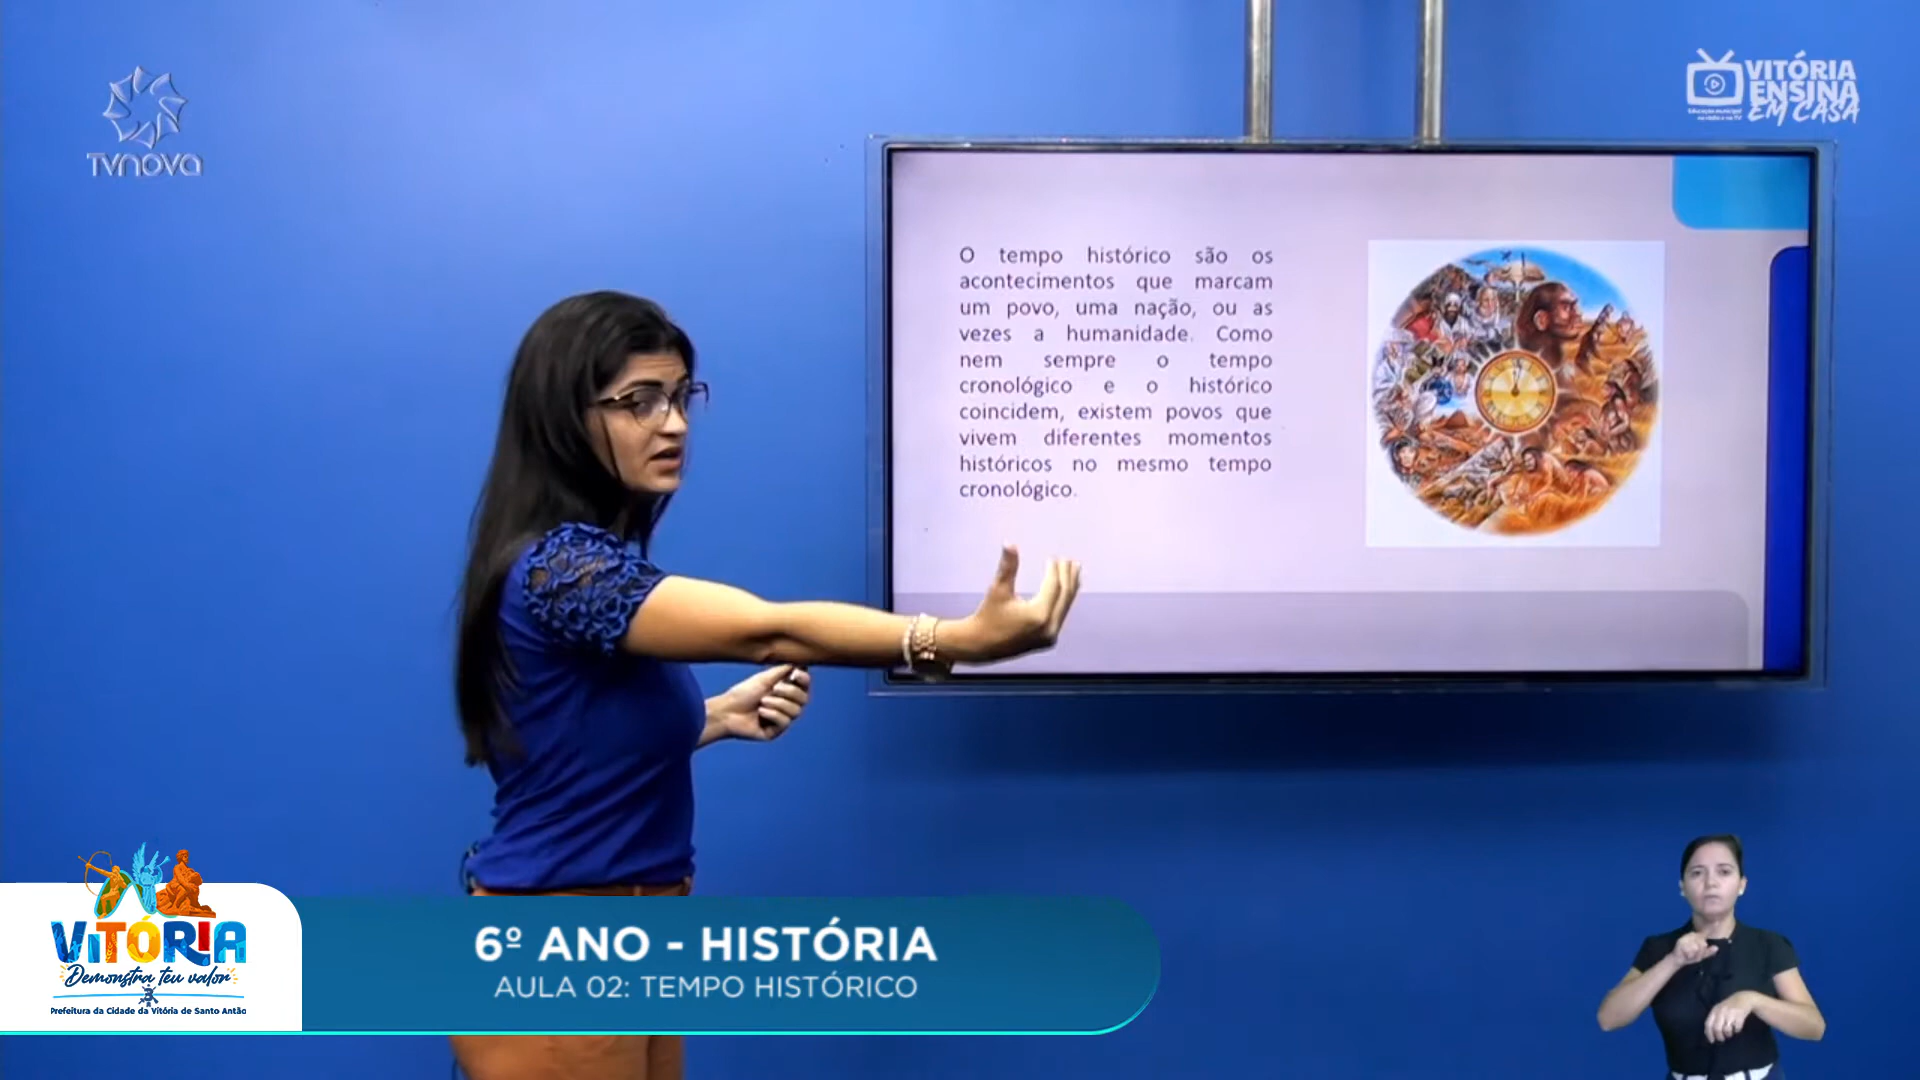 TVNOVA
VITÓRIA
ENSINA
EM CASA
O tempo histórico são os
acontecimentos que marcam
um povo, uma nação, ou as
vezes a humanidade. Como
nem sempre o tempo
cronológico e o histórico
coincidem, existem povos que
vivem diferentes momentos
históricos no mesmo tempo
cronológico.
VITÓRIA
Demonstra teu valor
Prefeitura da Cidade da Vitória de Santo Antão
6º ANO - HISTÓRIA
AULA 02: TEMPO HISTÓRICO